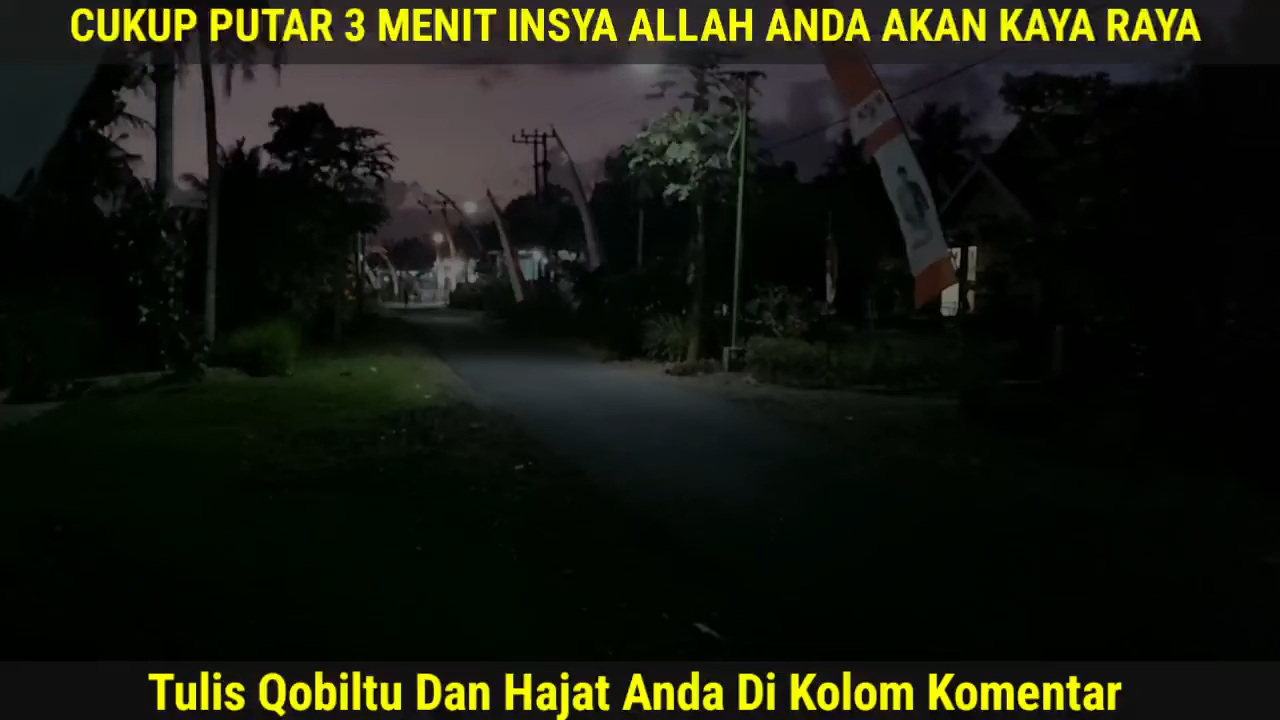 CUKUP PUTAR 3 MENIT INSYA ALLAH ANDA AKAN KAYA RAYA
Tulis Qobiltu Dan Hajat Anda Di Kolom Komentar